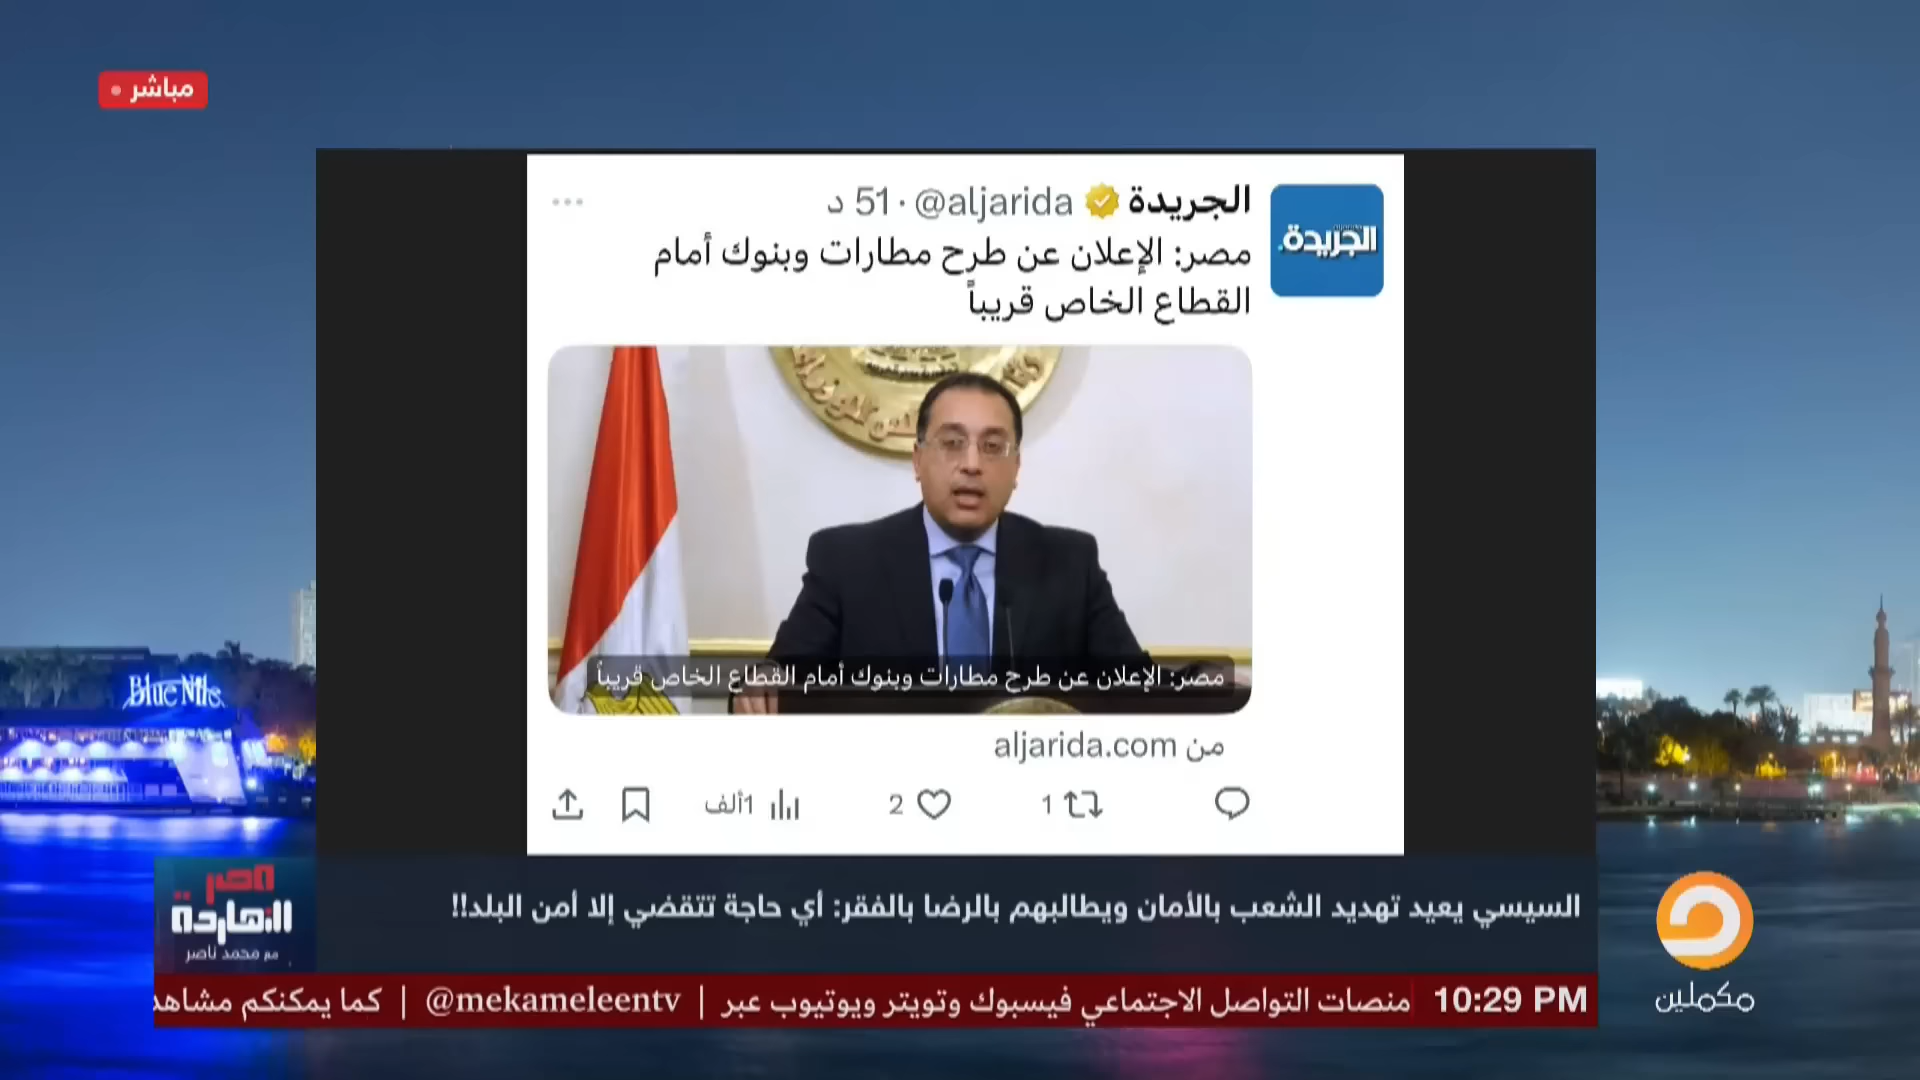 مباشر
الجريدة @aljarida · 51 د
مصر: الإعلان عن طرح مطارات وبنوك أمام
القطاع الخاص قريباً
الجريدة.
مصر: الإعلان عن طرح مطارات وبنوك أمام القطاع الخاص قريباً
من aljarida.com
1 2 1ألف
Blue Nile
السيسي يعيد تهديد الشعب بالأمان ويطالبهم بالرضا بالفقر: أي حاجة تتقضي إلا أمن البلد!!
مصر
النهاردة
مع محمد ناصر
10:29 PM
منصات التواصل الاجتماعي فيسبوك وتويتر ويوتيوب عبر | @mekameleentv | كما يمكنكم مشاهد
مكملين